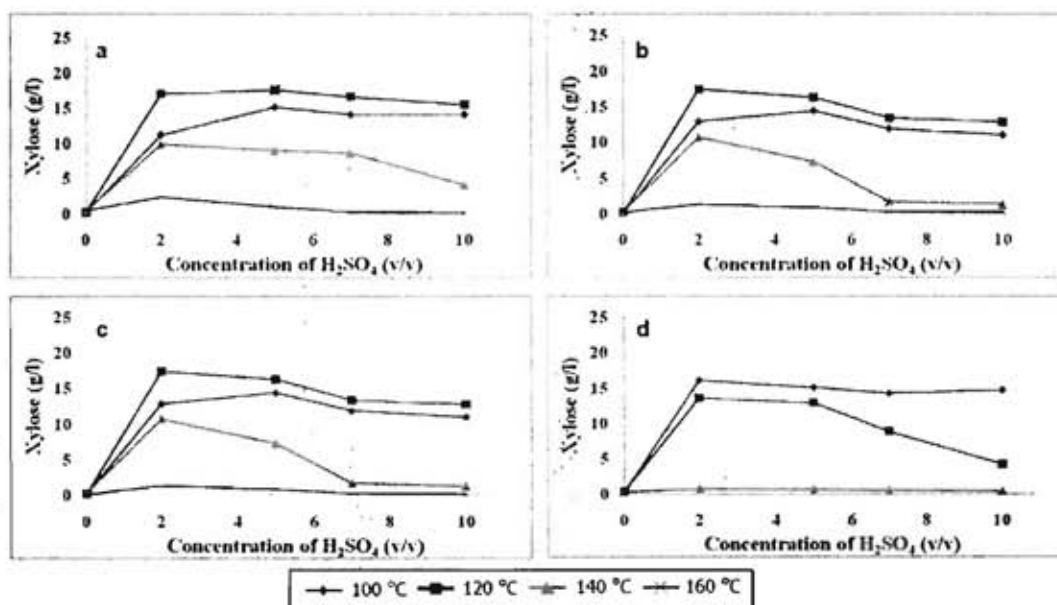 a
25
20
15
10
5
0
Xylose (g/l)
0 2 4 6 8 10
Concentration of H₂SO₄ (v/v)
b
25
20
15
10
5
0
Xylose (g/l)
0 2 4 6 8 10
Concentration of H₂SO₄ (v/v)
c
25
20
15
10
5
0
Xylose (g/l)
0 2 4 6 8 10
Concentration of H₂SO₄ (v/v)
d
25
20
15
10
5
0
Xylose (g/l)
0 2 4 6 8 10
Concentration of H₂SO₄ (v/v)
100 °C 120 °C 140 °C 160 °C